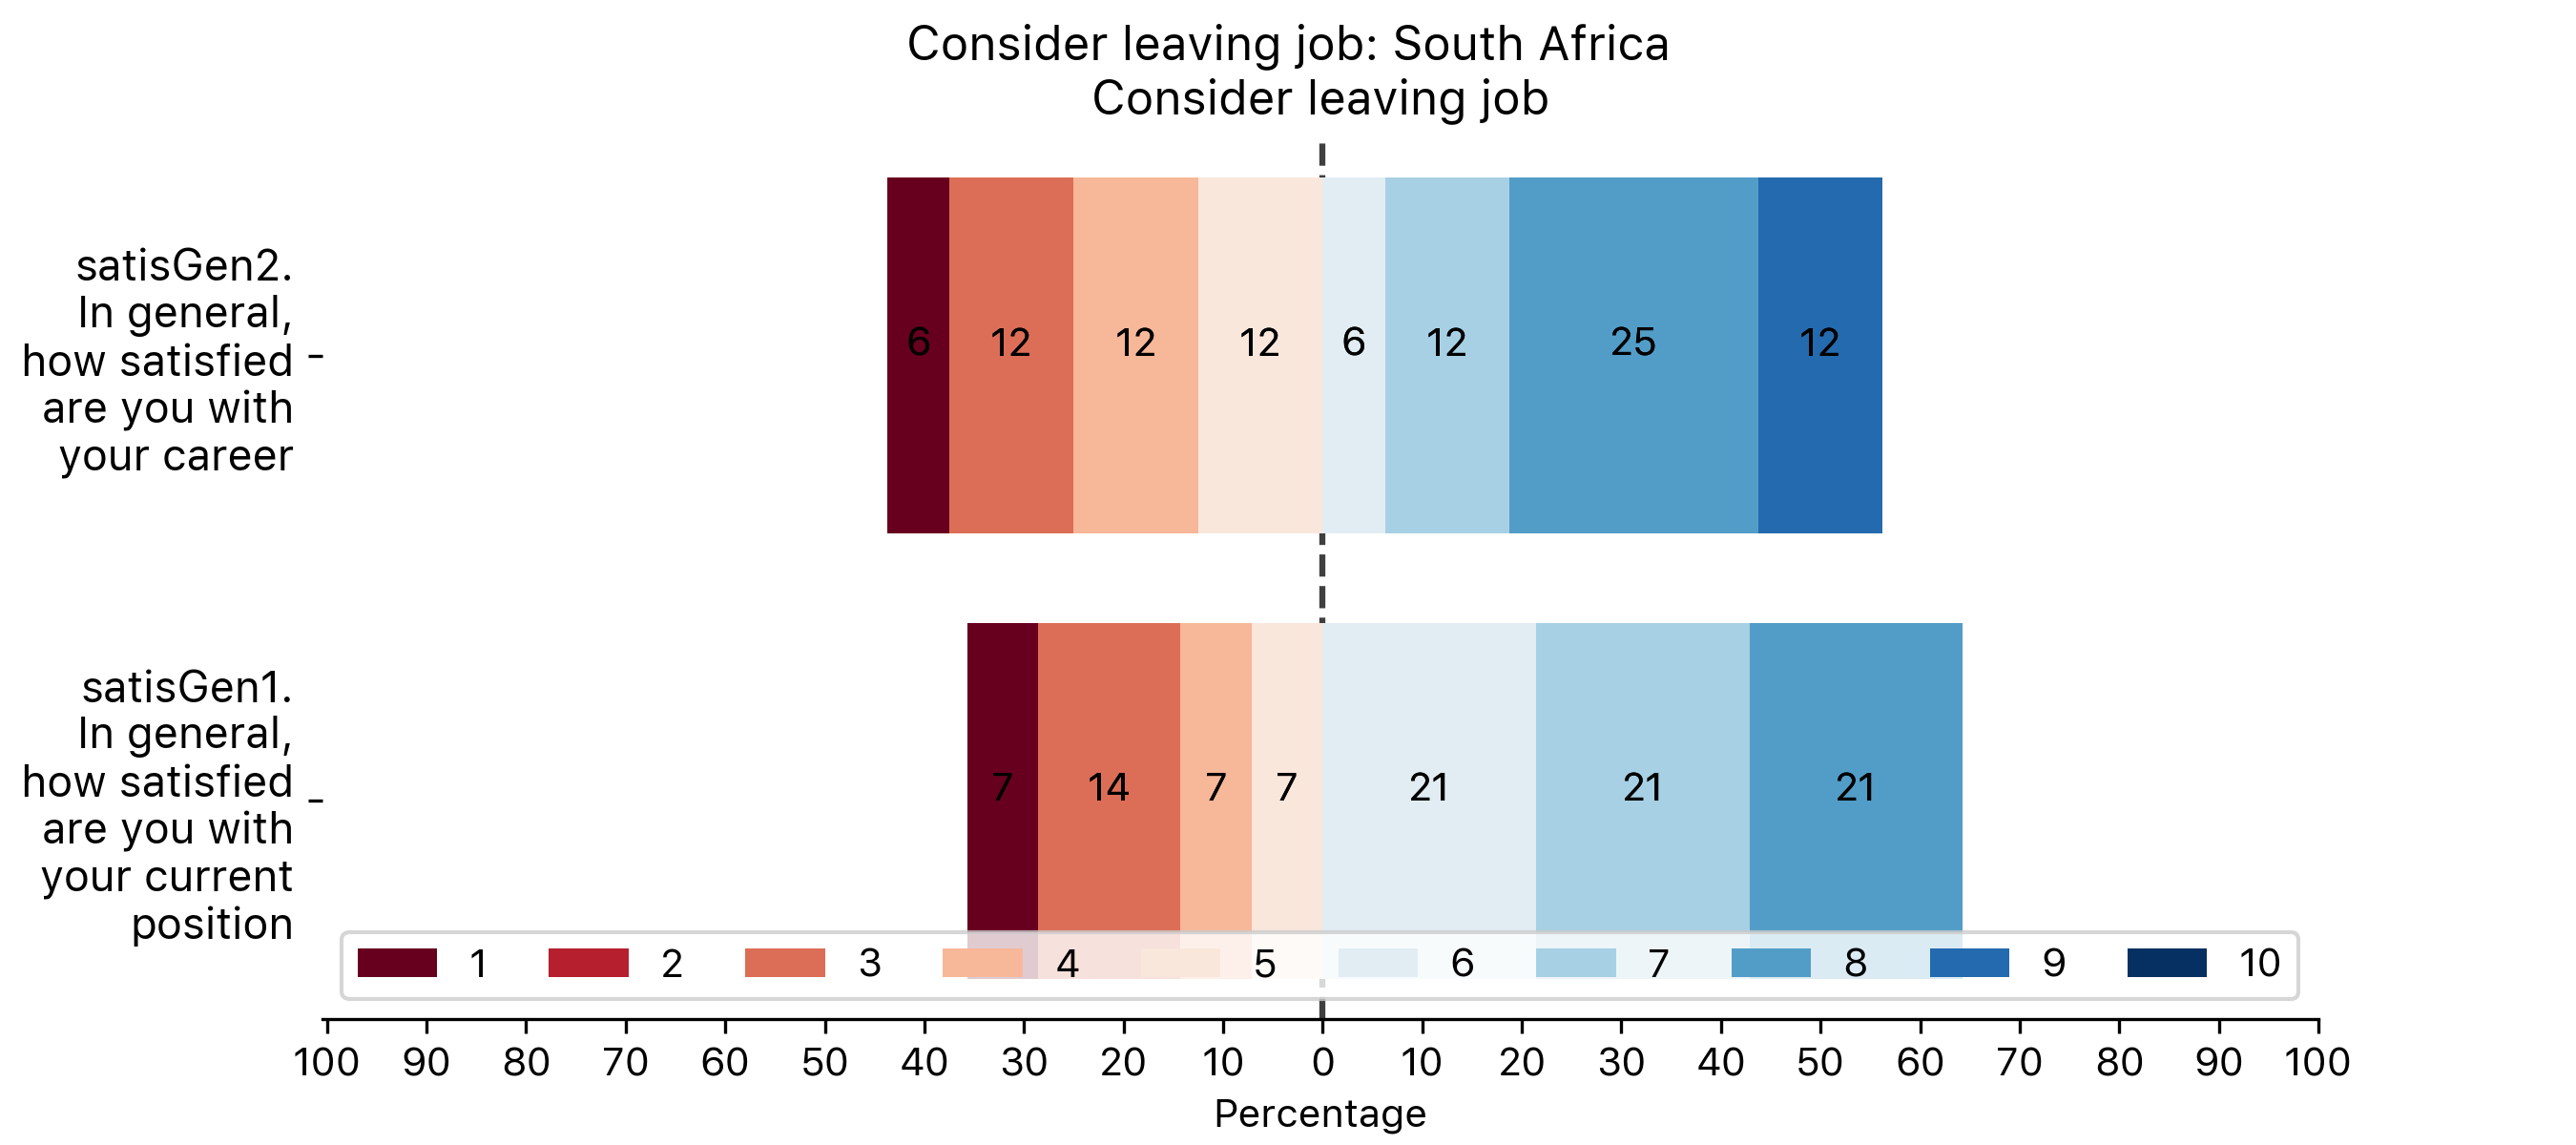 Consider leaving job: South Africa
Consider leaving job
satisGen2.
In general,
how satisfied
are you with
your career
6 12 12 12 6 12 25 12
satisGen1.
In general,
how satisfied
are you with
your current
position
7 14 7 7 21 21 21
1 2 3 4 5 6 7 8 9 10
100 90 80 70 60 50 40 30 20 10 0 10 20 30 40 50 60 70 80 90 100
Percentage